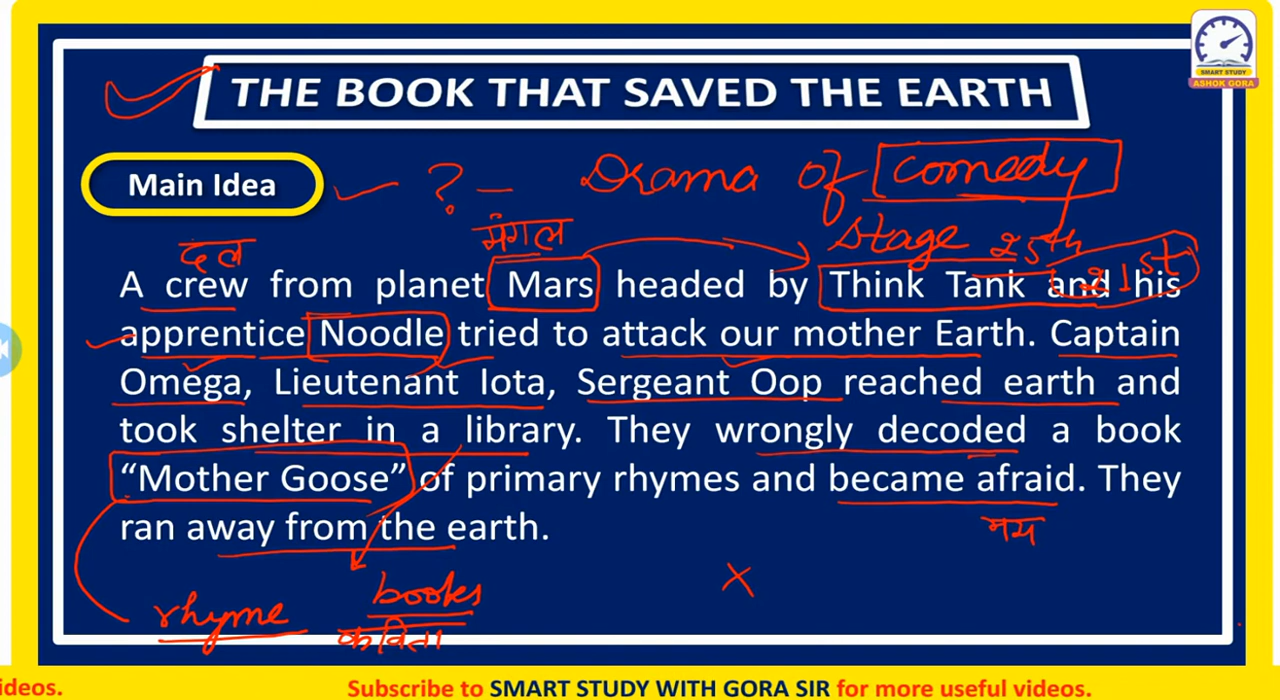 SMART STUDY
ASHOK GORA
THE BOOK THAT SAVED THE EARTH
Main Idea
? – Drama of comedy
दल
मंगल
stage 25th
21st
A crew from planet Mars headed by Think Tank and his
apprentice Noodle tried to attack our mother Earth. Captain
Omega, Lieutenant Iota, Sergeant Oop reached earth and
took shelter in a library. They wrongly decoded a book
“Mother Goose” of primary rhymes and became afraid. They
ran away from the earth.
भय
rhyme
books
कविता
ideos.
Subscribe to SMART STUDY WITH GORA SIR for more useful videos.